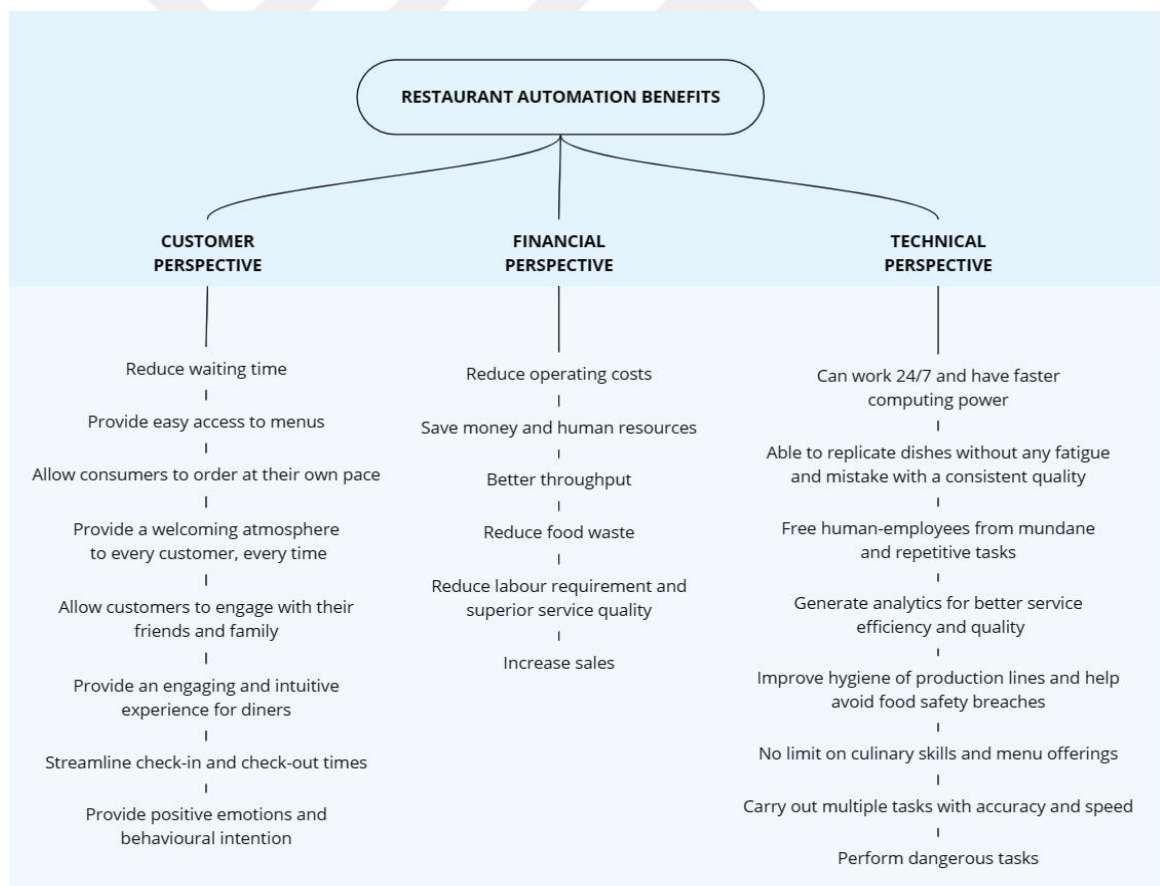 RESTAURANT AUTOMATION BENEFITS
CUSTOMER
PERSPECTIVE
Reduce waiting time
Provide easy access to menus
Allow consumers to order at their own pace
Provide a welcoming atmosphere
to every customer, every time
Allow customers to engage with their
friends and family
Provide an engaging and intuitive
experience for diners
Streamline check-in and check-out times
Provide positive emotions and
behavioural intention
FINANCIAL
PERSPECTIVE
Reduce operating costs
Save money and human resources
Better throughput
Reduce food waste
Reduce labour requirement and
superior service quality
Increase sales
TECHNICAL
PERSPECTIVE
Can work 24/7 and have faster
computing power
Able to replicate dishes without any fatigue
and mistake with a consistent quality
Free human-employees from mundane
and repetitive tasks
Generate analytics for better service
efficiency and quality
Improve hygiene of production lines and help
avoid food safety breaches
No limit on culinary skills and menu offerings
Carry out multiple tasks with accuracy and speed
Perform dangerous tasks